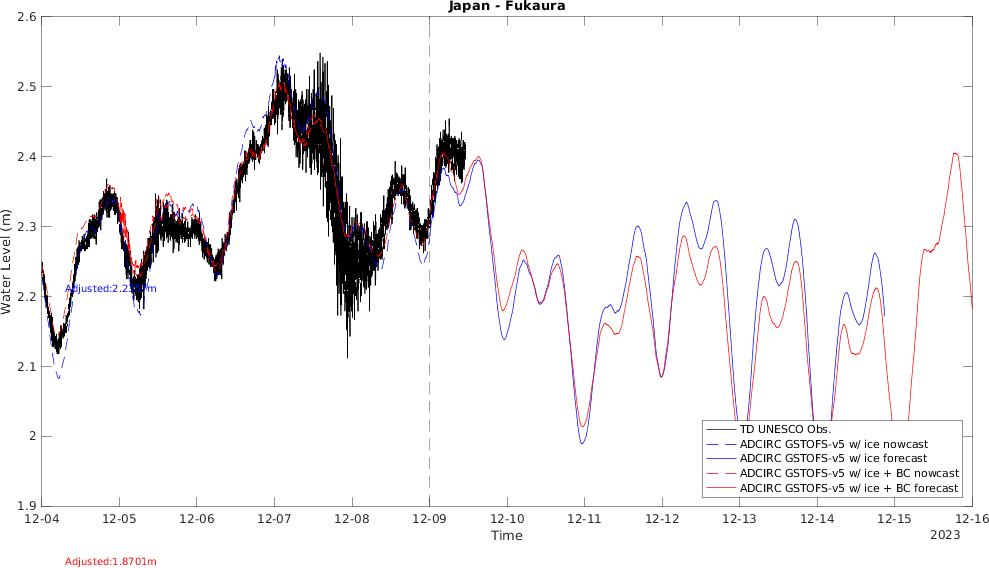 Japan - Fukaura
2.6
2.5
2.4
2.3
2.2
2.1
2
1.9
Water Level (m)
Adjusted:2.2
TD UNESCO Obs.
ADCIRC GSTOFS-v5 w/ ice nowcast
ADCIRC GSTOFS-v5 w/ ice forecast
ADCIRC GSTOFS-v5 w/ ice + BC nowcast
ADCIRC GSTOFS-v5 w/ ice + BC forecast
12-04 12-05 12-06 12-07 12-08 12-09 12-10 12-11 12-12 12-13 12-14 12-15 12-16
Time
2023
Adjusted:1.8701m